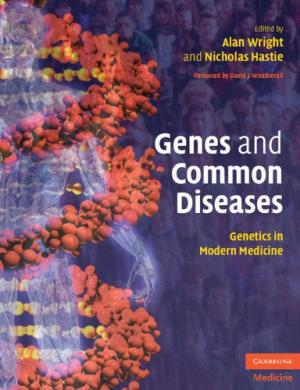 Edited by
Alan Wright
and Nicholas Hastie
Foreword by David J. Weatherall
Genes and
Common
Diseases
Genetics in
Modern Medicine
CAMBRIDGE
Medicine